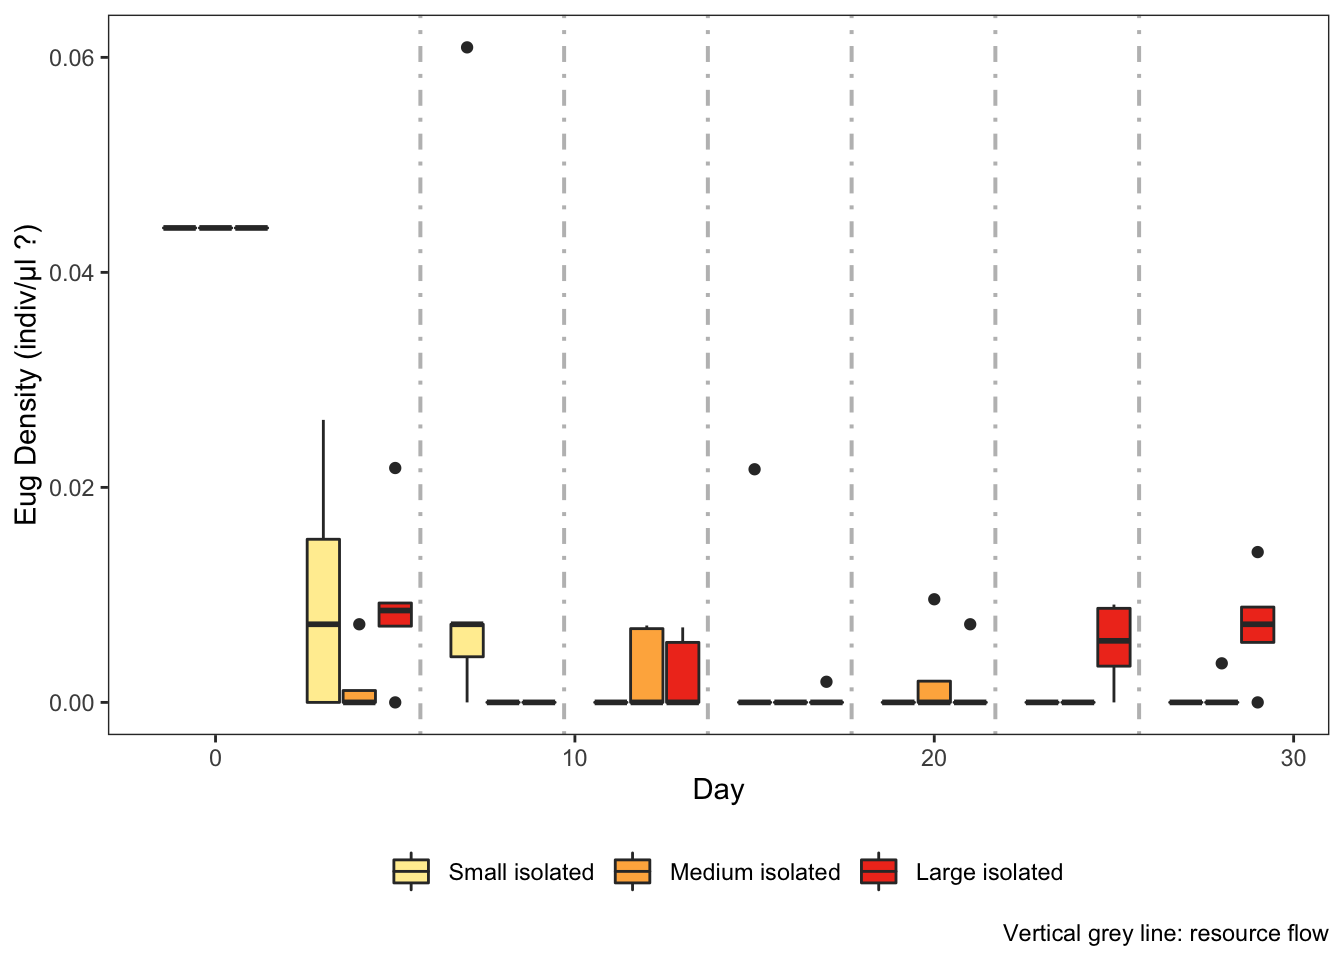 0.06
0.04
0.02
0.00
Eug Density (indiv/µl ?)
0 10 20 30
Day
Small isolated Medium isolated Large isolated
Vertical grey line: resource flow